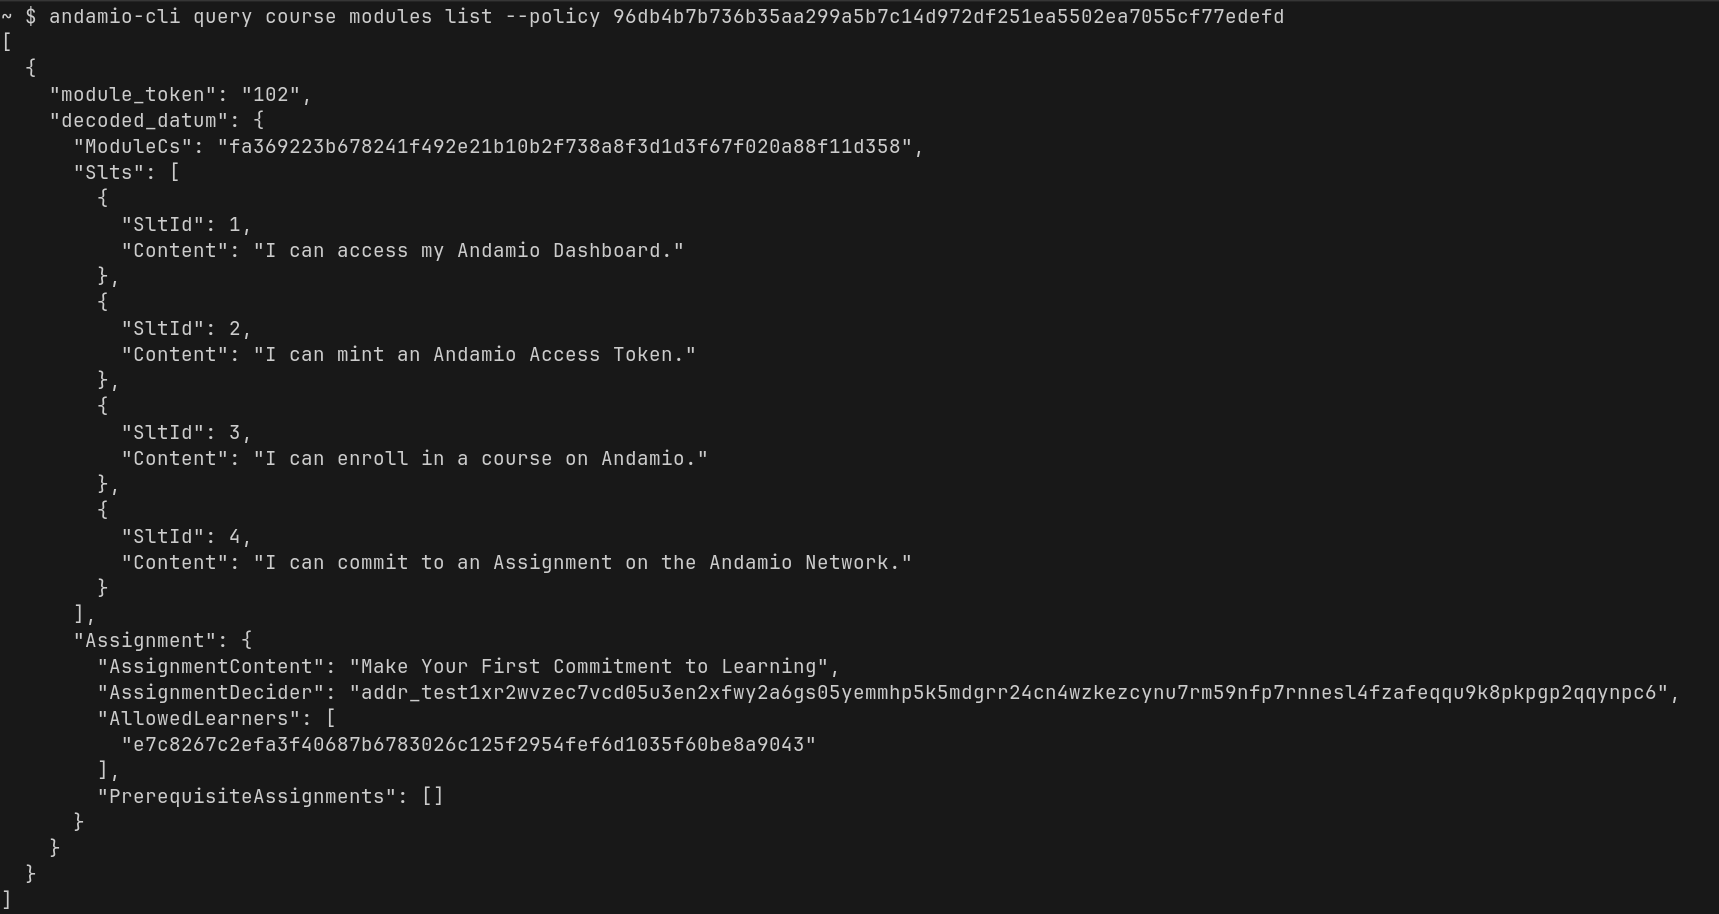 ~ $ andamio-cli query course modules list --policy 96db4b7b736b35aa299a5b7c14d972df251ea5502ea7055cf77edefd
[
  {
    "module_token": "102",
    "decoded_datum": {
      "ModuleCs": "fa369223b678241f492e21b10b2f738a8f3d1d3f67f020a88f11d358",
      "Slts": [
        {
          "SltId": 1,
          "Content": "I can access my Andamio Dashboard."
        },
        {
          "SltId": 2,
          "Content": "I can mint an Andamio Access Token."
        },
        {
          "SltId": 3,
          "Content": "I can enroll in a course on Andamio."
        },
        {
          "SltId": 4,
          "Content": "I can commit to an Assignment on the Andamio Network."
        }
      ],
      "Assignment": {
        "AssignmentContent": "Make Your First Commitment to Learning",
        "AssignmentDecider": "addr_test1xr2wvzec7vcd05u3en2xfwy2a6gs05yemmhp5k5mdgrr24cn4wzkezcynu7rm59nfp7rnnesl4fzafeqqu9k8pkpgp2qqynpc6",
        "AllowedLearners": [
          "e7c8267c2efa3f40687b6783026c125f2954fef6d1035f60be8a9043"
        ],
        "PrerequisiteAssignments": []
      }
    }
  }
]